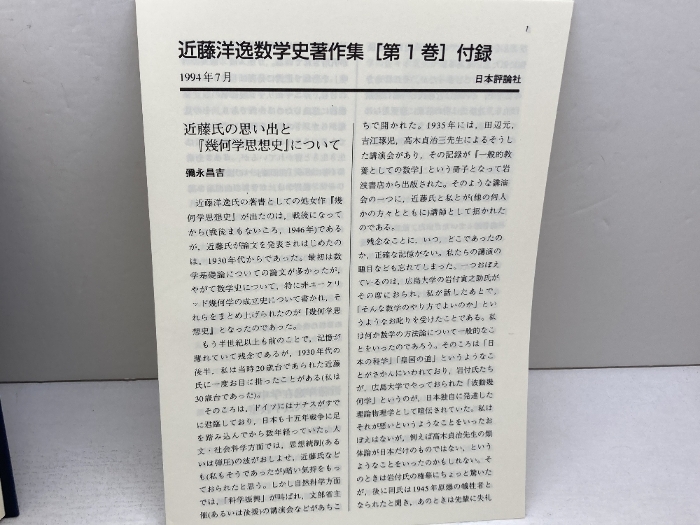 近藤洋逸数学史著作集［第1巻］付録
1994年7月
日本評論社
近藤氏の思い出と
『幾何学思想史』について
彌永昌吉
近藤洋逸氏の著書としての処女作『幾
何学思想史』が出たのは，戦後になって
から(戦後まもないころ，1946年)である
が，近藤氏が論文を発表されはじめたの
は，1930年代からであった。最初は数
学基礎論についての論文が多かったが，
やがて数学史について，特に非ユークリ
ッド幾何学の成立史について書かれ，そ
れらをまとめ上げられたのが『幾何学思
想史』となったのであった。
もう半世紀以上も前のことで，記憶が
薄れていて残念であるが，1930年代の
後半，私は当時20歳台であられた近藤
氏に一度お目に掛ったことがある(私は
30歳台であった)。
そのころは，ドイツにはナチスがすで
に進駐しており，日本も十五年戦争に足
を踏み込んでから数年経っていた。人
文・社会科学方面では，思想統制(ある
いは弾圧)の波がおしよせ，近藤氏など
も(私もそうであったが)暗い気持をもっ
ておられたと思う。しかし自然科学方面
では，「科学振興」が叫ばれ，文部省主
催(あるいは後援)の講演会などがあちこ
ちで開かれた。1935年には，田辺元，
吉江琢児，高木貞治三先生によるそうし
た講演会があり，その記録が『一般的教
養としての数学』という冊子となって岩
波書店から出版された。そのような講演
会の一つに，近藤氏と私とが(他の何人
かの方々とともに)講師として招かれた
のである。
残念なことに，いつ，どこであったの
か，正確な記憶がない。私たちの講演の
題目なども忘れてしまった。一つおぼえ
ているのは，広島大学の岩付寅之助氏が
その席におられ，私が話したあとで，
『そんな数学のやり方でよいのか』とい
うようなお叱りを受けたことである。私
は何か数学の方法論について一般的なこ
とをいったのであろう。そのころは「日
本の科学」「皇国の道」というようなこ
とがさかんにいわれており，岩付氏たち
が，広島大学でやっておられた「波動幾
何学」というのが，日本独自に発達した
理論物理学として喧伝されていた。私は
それが悪いというようなことをいったお
ぼえはないが，例えば高木貞治先生の類
体論が日本だけのものではない，という
ようなことをいったのかもしれない。そ
のときは岩付氏の権幕にちょっと驚いた
が，後に同氏は1945年原爆の犠牲者と
なられたと聞き，あのときは先輩に失礼